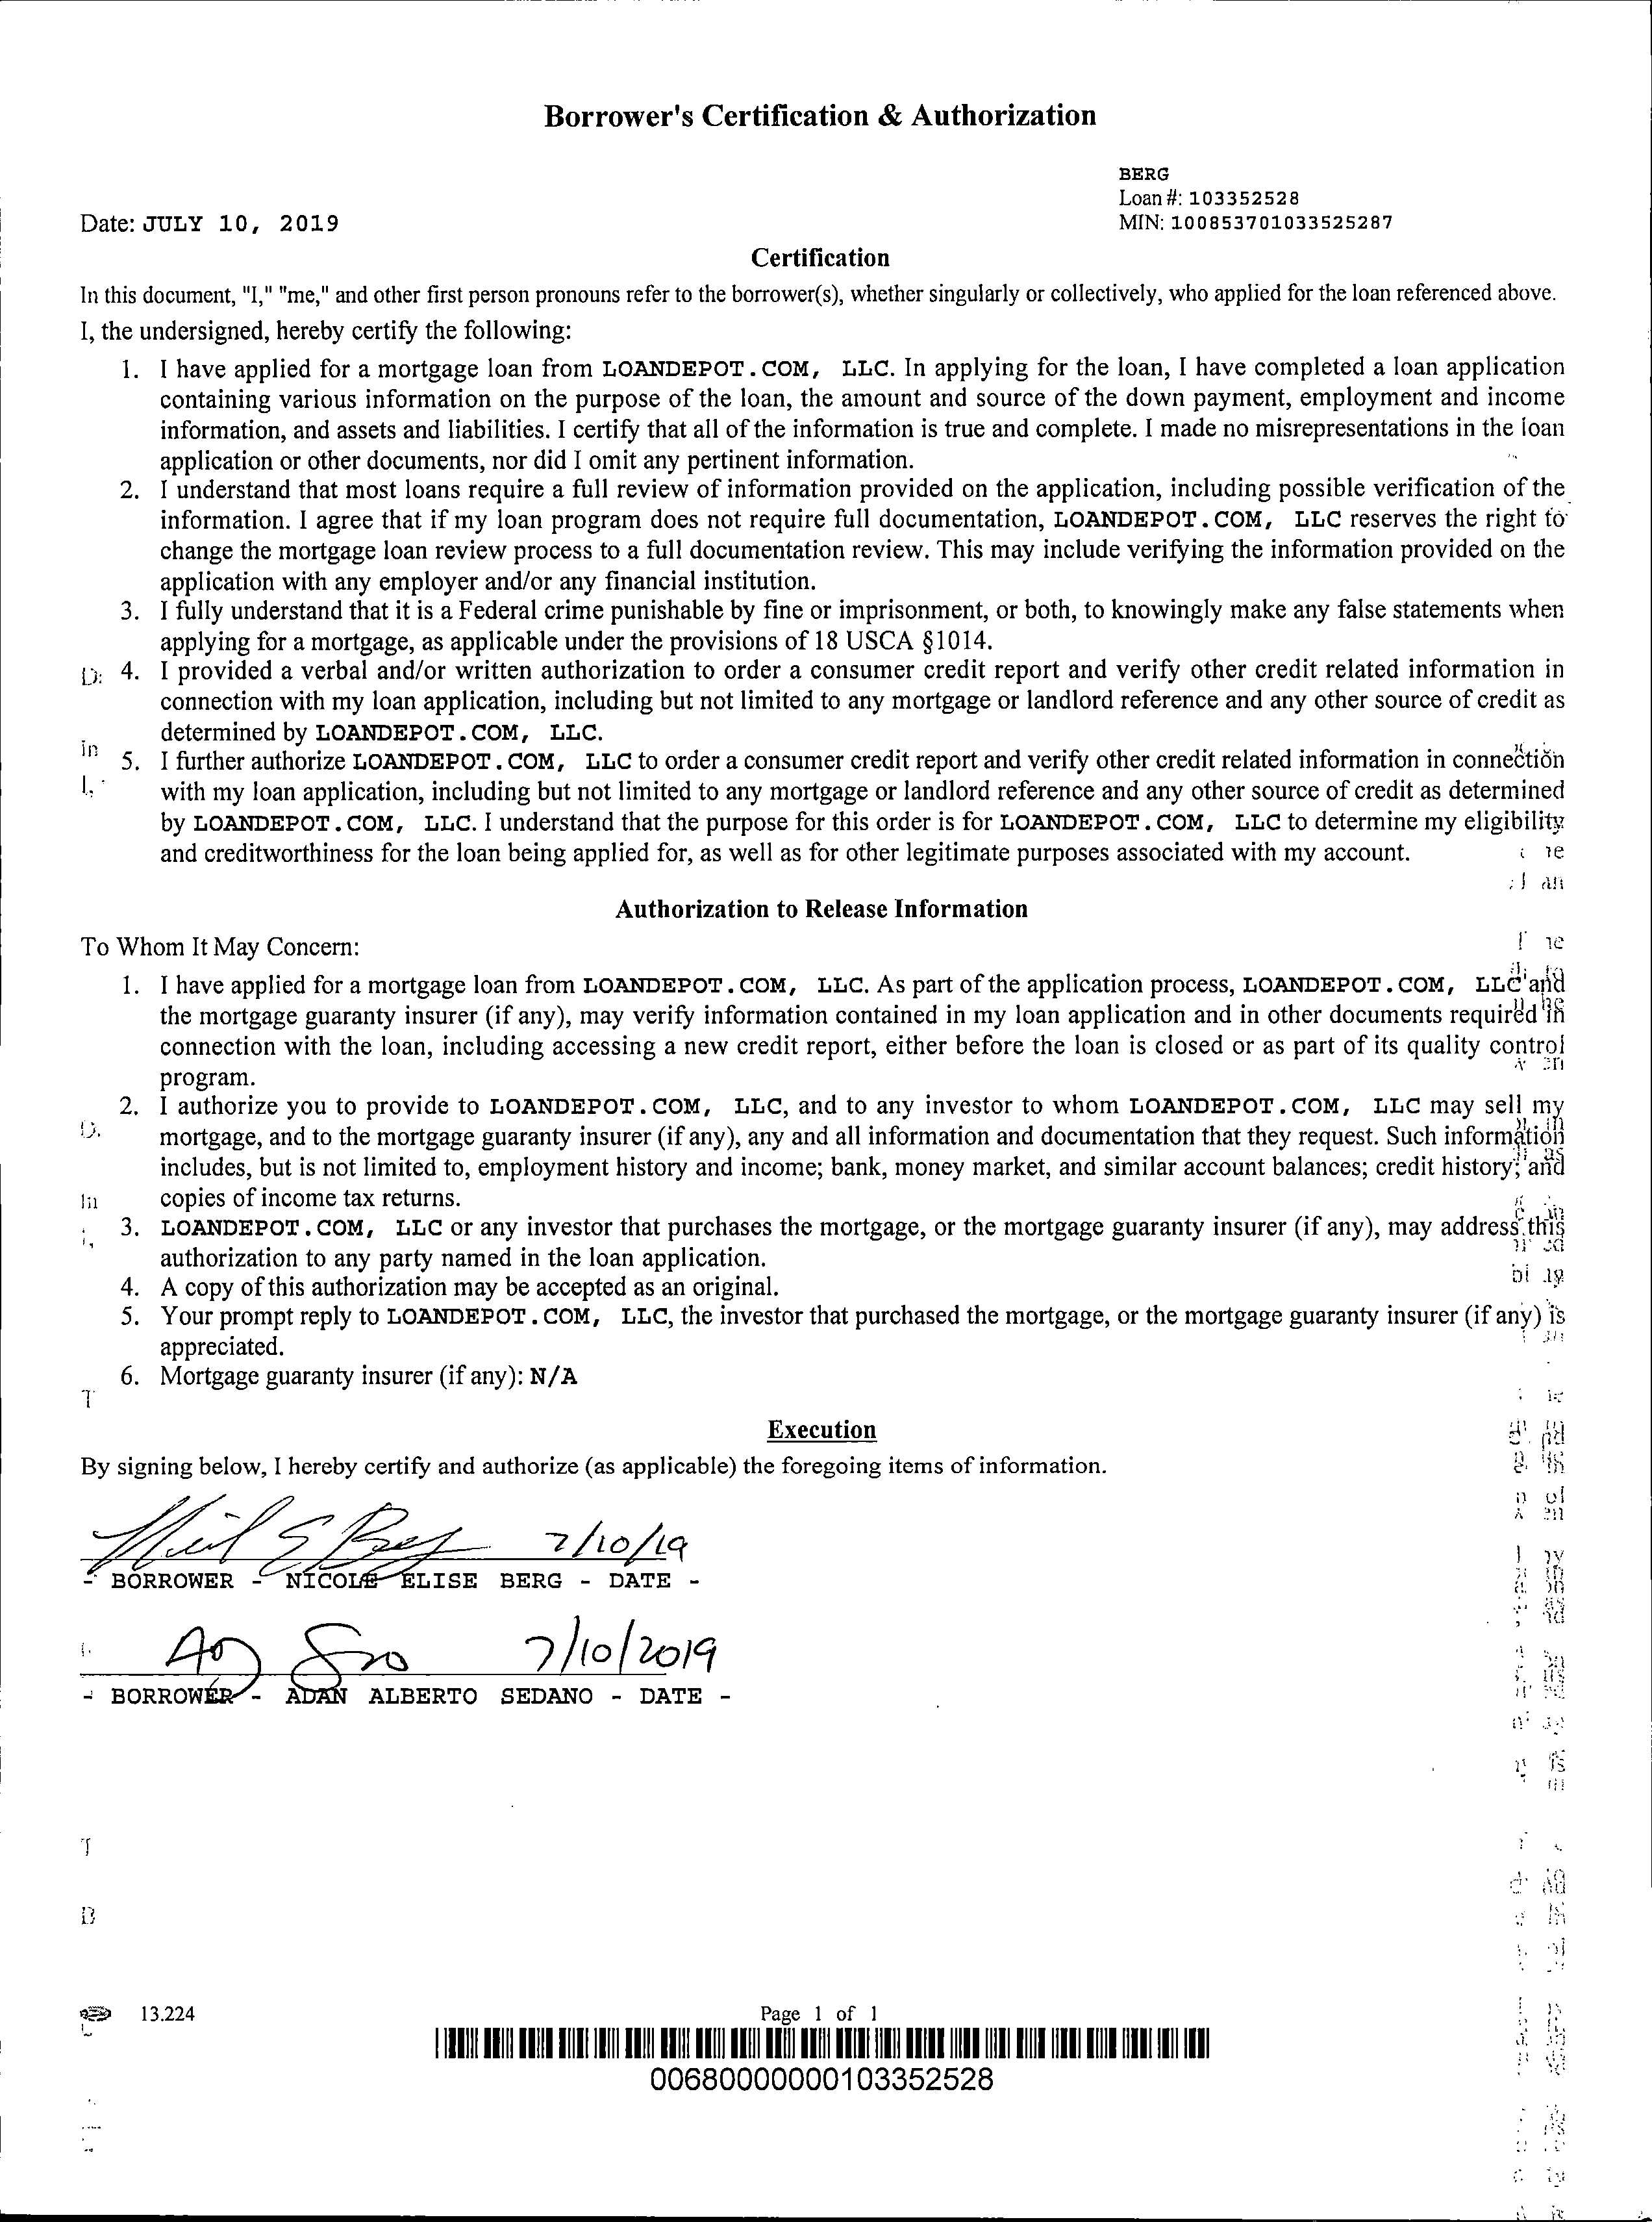 Borrower's Certification & Authorization
BERG
Loan #: 103352528
Date: JULY 10, 2019
MIN: 100853701033525287
Certification
In this document, "I," "me," and other first person pronouns refer to the borrower(s), whether singularly or collectively, who applied for the loan referenced above.
I, the undersigned, hereby certify the following:
1. I have applied for a mortgage loan from LOANDEPOT.COM, LLC. In applying for the loan, I have completed a loan application
containing various information on the purpose of the loan, the amount and source of the down payment, employment and income
information, and assets and liabilities. I certify that all of the information is true and complete. I made no misrepresentations in the loan
application or other documents, nor did I omit any pertinent information.
2. I understand that most loans require a full review of information provided on the application, including possible verification of the
information. I agree that if my loan program does not require full documentation, LOANDEPOT.COM, LLC reserves the right to
change the mortgage loan review process to a full documentation review. This may include verifying the information provided on the
application with any employer and/or any financial institution.
3. I fully understand that it is a Federal crime punishable by fine or imprisonment, or both, to knowingly make any false statements when
applying for a mortgage, as applicable under the provisions of 18 USCA §1014.
4. I provided a verbal and/or written authorization to order a consumer credit report and verify other credit related information in
connection with my loan application, including but not limited to any mortgage or landlord reference and any other source of credit as
determined by LOANDEPOT.COM, LLC.
5. I further authorize LOANDEPOT.COM, LLC to order a consumer credit report and verify other credit related information in connection
with my loan application, including but not limited to any mortgage or landlord reference and any other source of credit as determined
by LOANDEPOT.COM, LLC. I understand that the purpose for this order is for LOANDEPOT.COM, LLC to determine my eligibility
and creditworthiness for the loan being applied for, as well as for other legitimate purposes associated with my account.
Authorization to Release Information
To Whom It May Concern:
1. I have applied for a mortgage loan from LOANDEPOT.COM, LLC. As part of the application process, LOANDEPOT.COM, LLC and
the mortgage guaranty insurer (if any), may verify information contained in my loan application and in other documents required in
connection with the loan, including accessing a new credit report, either before the loan is closed or as part of its quality control
program.
2. I authorize you to provide to LOANDEPOT.COM, LLC, and to any investor to whom LOANDEPOT.COM, LLC may sell my
mortgage, and to the mortgage guaranty insurer (if any), any and all information and documentation that they request. Such information
includes, but is not limited to, employment history and income; bank, money market, and similar account balances; credit history; and
copies of income tax returns.
3. LOANDEPOT.COM, LLC or any investor that purchases the mortgage, or the mortgage guaranty insurer (if any), may address this
authorization to any party named in the loan application.
4. A copy of this authorization may be accepted as an original.
5. Your prompt reply to LOANDEPOT.COM, LLC, the investor that purchased the mortgage, or the mortgage guaranty insurer (if any) is
appreciated.
6. Mortgage guaranty insurer (if any): N/A
Execution
By signing below, I hereby certify and authorize (as applicable) the foregoing items of information.
7/10/19
- BORROWER - NICOLE ELISE BERG - DATE -
7/10/2019
- BORROWER - ADAN ALBERTO SEDANO - DATE -
13.224
Page 1 of 1
00680000000103352528